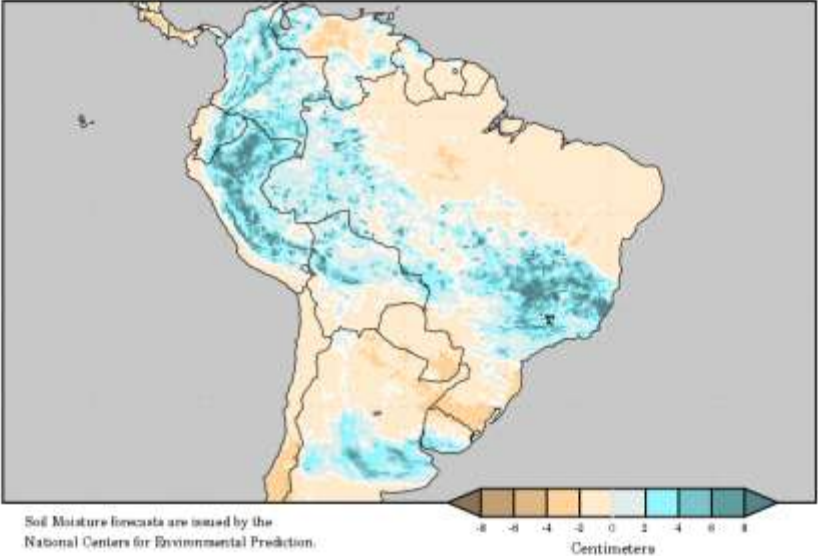 -8 -6 -4 -2 0 2 4 6 8
Centimeters
Soil Moisture forecasts are issued by the
National Centers for Environmental Prediction.